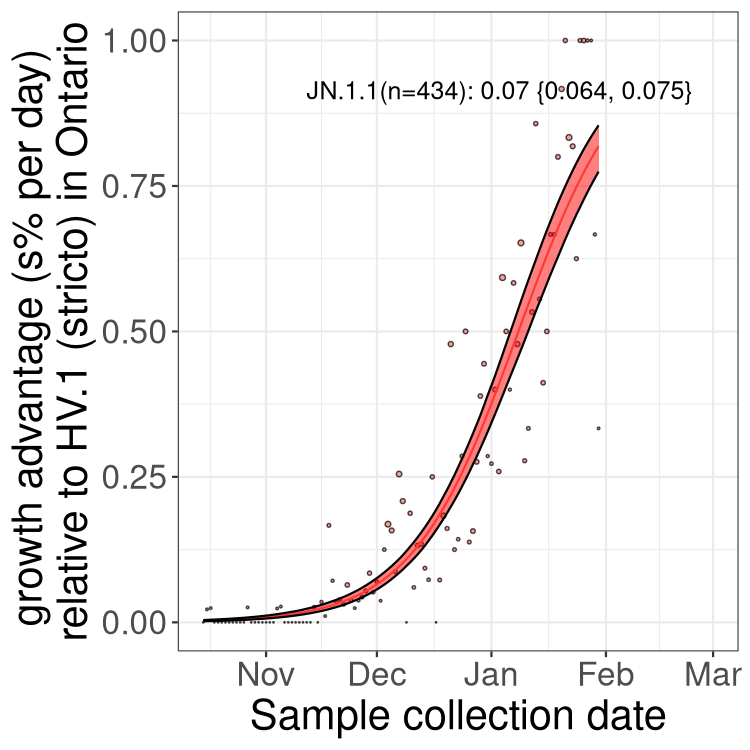 growth advantage (s% per day)
relative to HV.1 (stricto) in Ontario
1.00
0.75
0.50
0.25
0.00
JN.1.1(n=434): 0.07 {0.064, 0.075}
Nov Dec Jan Feb Mar
Sample collection date